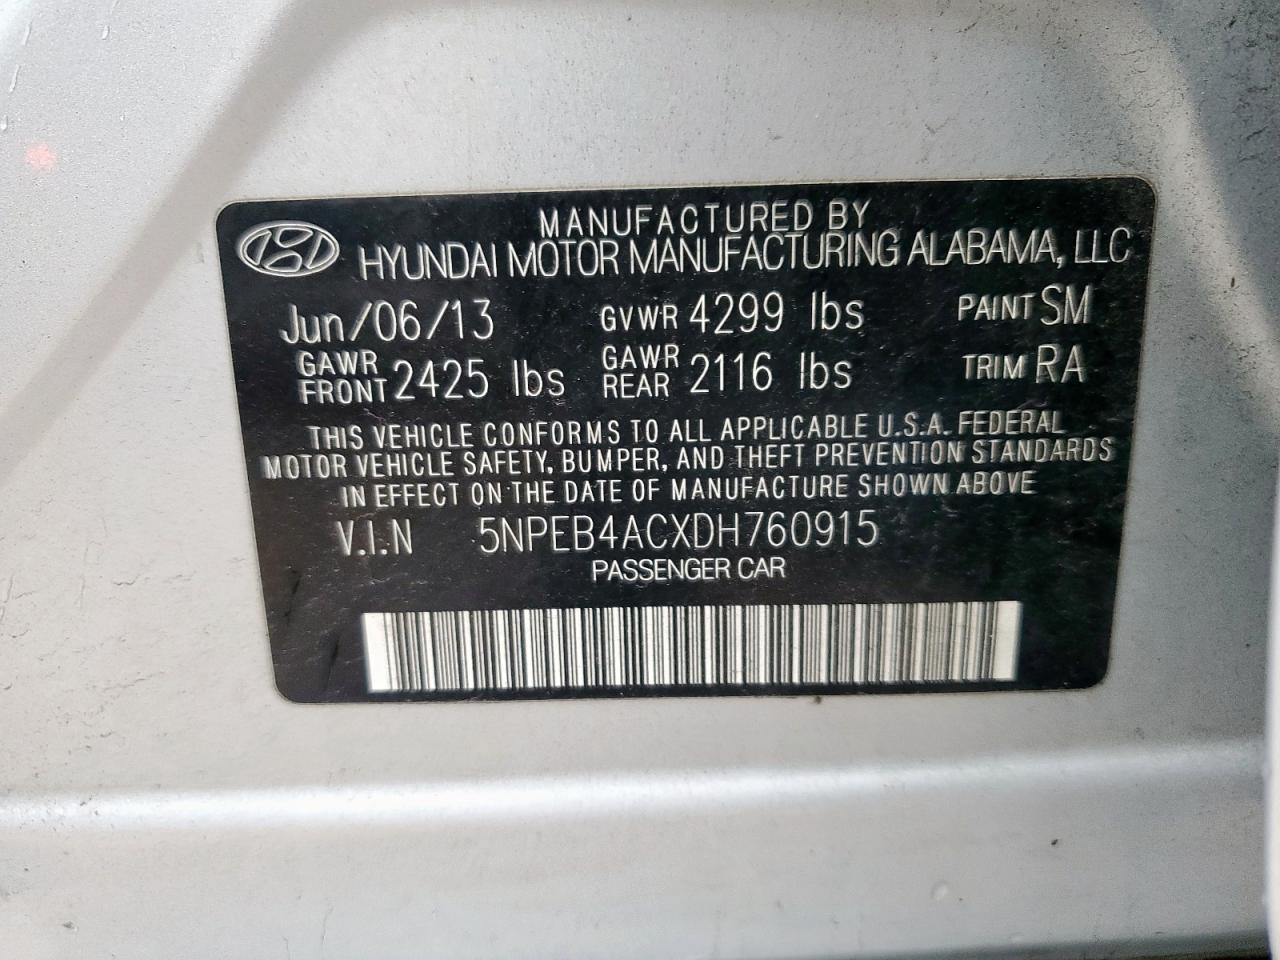 MANUFACTURED BY
HYUNDAI MOTOR MANUFACTURING ALABAMA, LLC
Jun/06/13 GVWR 4299 lbs PAINT SM
GAWR FRONT 2425 lbs GAWR REAR 2116 lbs TRIM RA
THIS VEHICLE CONFORMS TO ALL APPLICABLE U.S.A. FEDERAL
MOTOR VEHICLE SAFETY, BUMPER, AND THEFT PREVENTION STANDARDS
IN EFFECT ON THE DATE OF MANUFACTURE SHOWN ABOVE
V.I.N 5NPEB4ACXDH760915
PASSENGER CAR